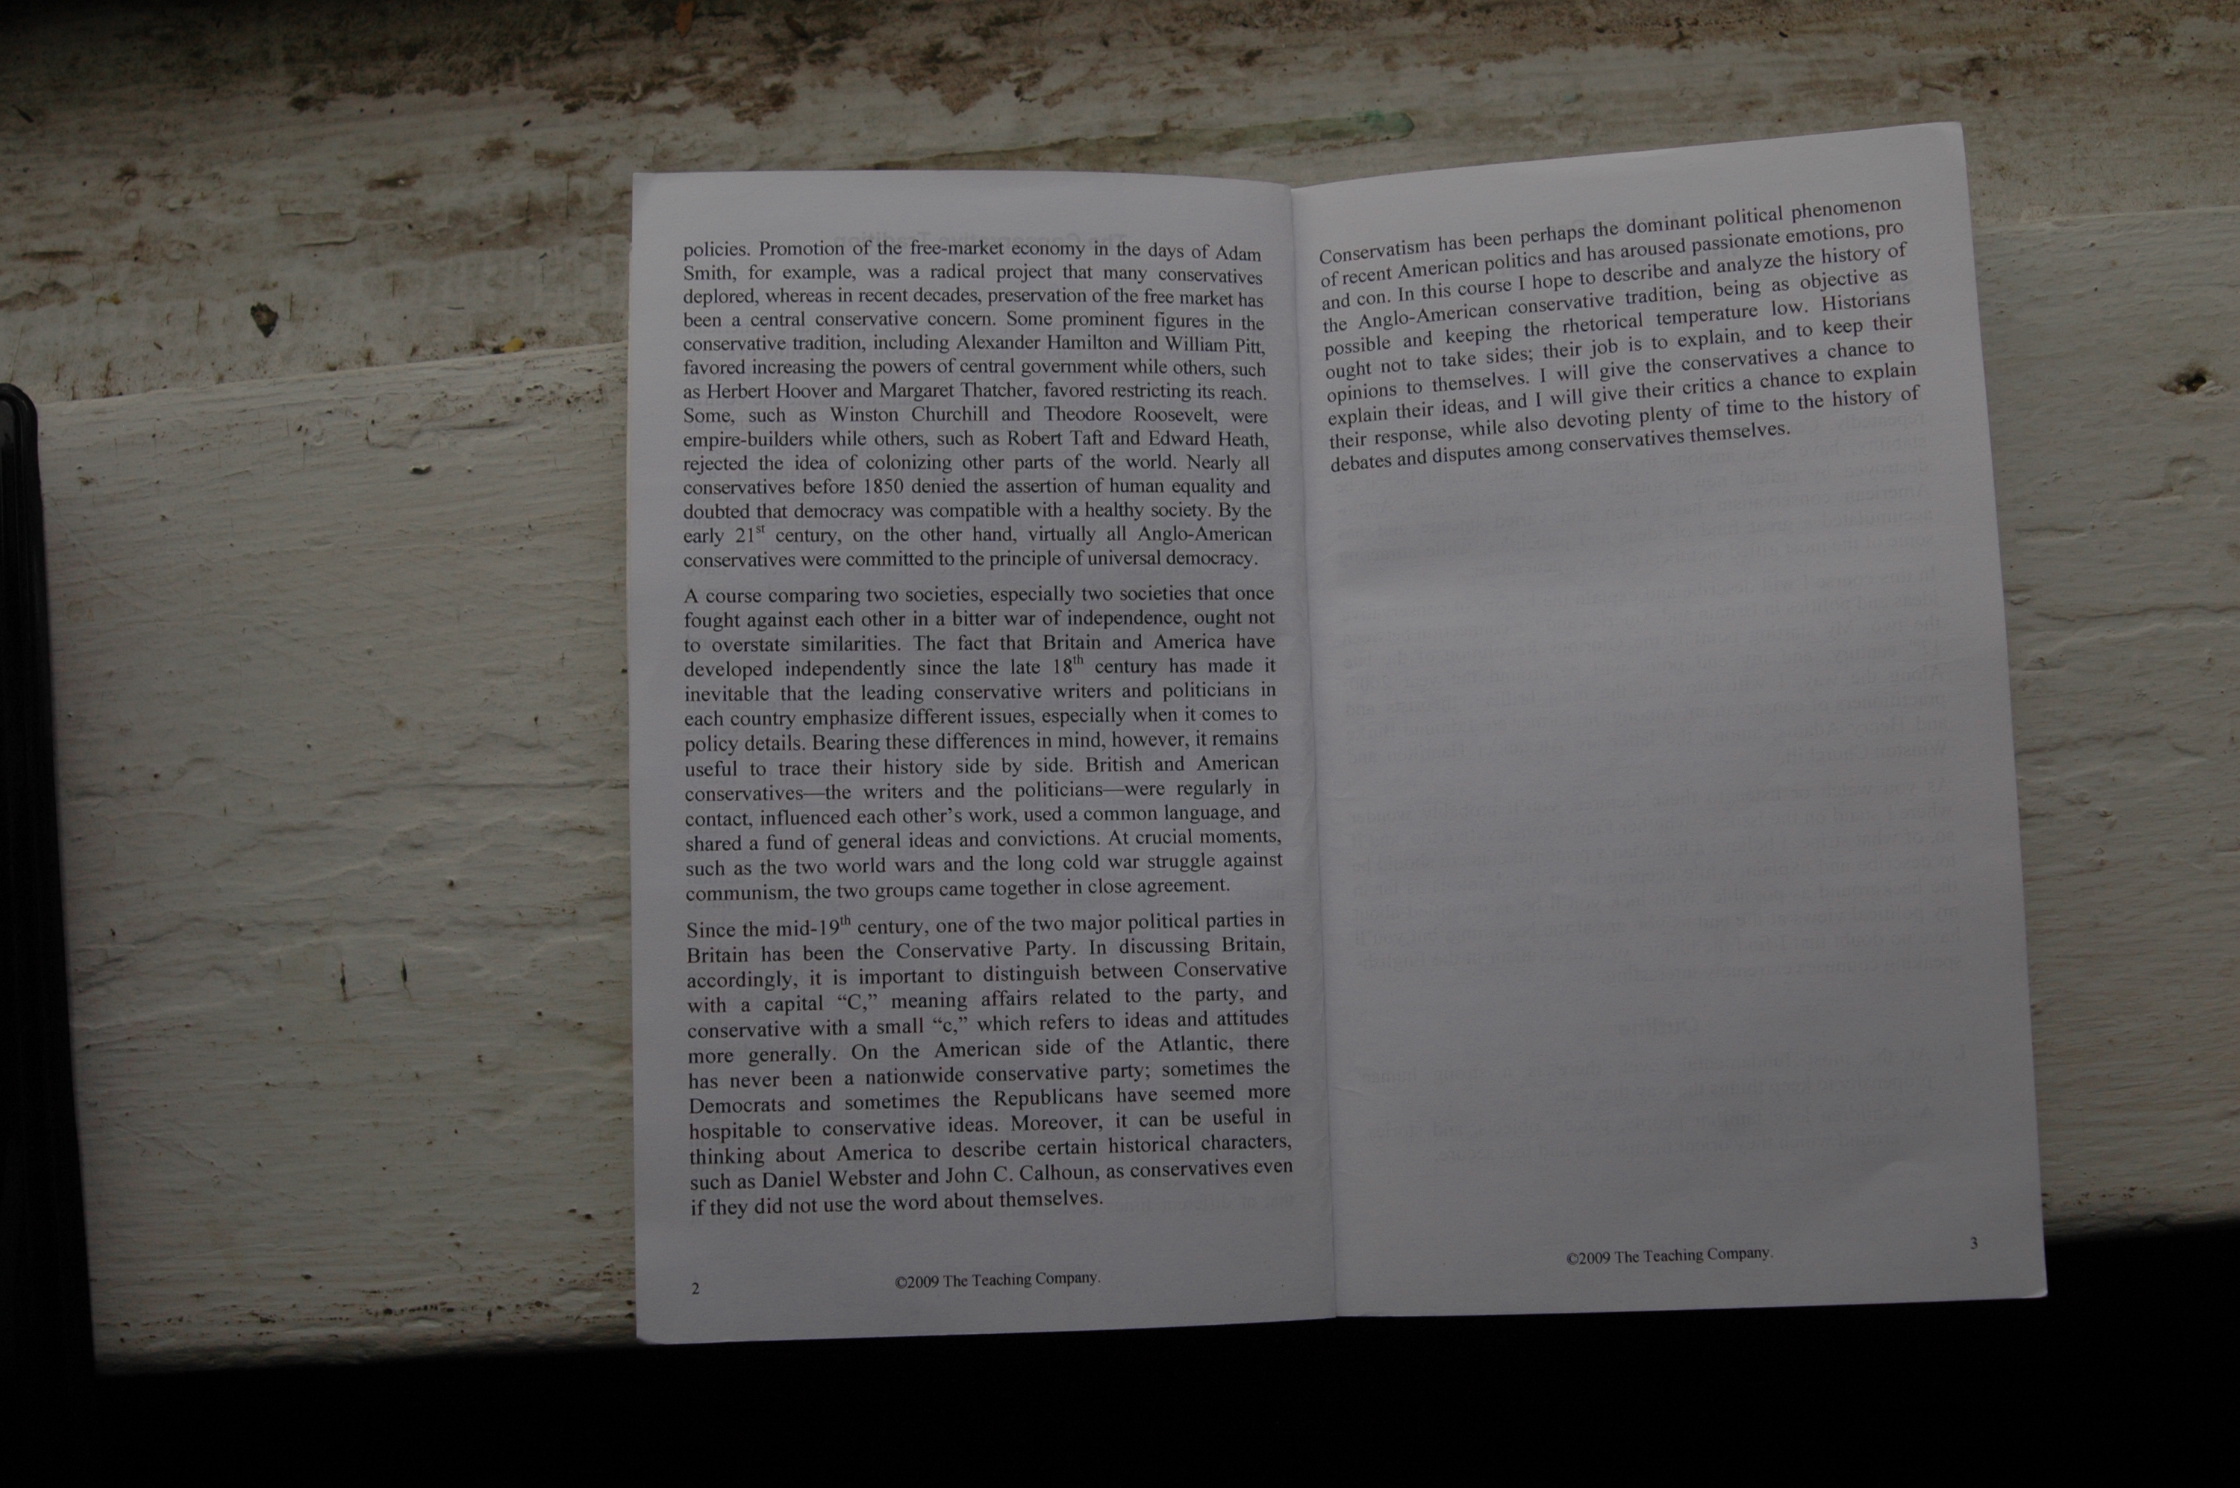 policies. Promotion of the free-market economy in the days of Adam
Smith, for example, was a radical project that many conservatives
deplored, whereas in recent decades, preservation of the free market has
been a central conservative concern. Some prominent figures in the
conservative tradition, including Alexander Hamilton and William Pitt,
favored increasing the powers of central government while others, such
as Herbert Hoover and Margaret Thatcher, favored restricting its reach.
Some, such as Winston Churchill and Theodore Roosevelt, were
empire-builders while others, such as Robert Taft and Edward Heath,
rejected the idea of colonizing other parts of the world. Nearly all
conservatives before 1850 denied the assertion of human equality and
doubted that democracy was compatible with a healthy society. By the
early 21st century, on the other hand, virtually all Anglo-American
conservatives were committed to the principle of universal democracy.
A course comparing two societies, especially two societies that once
fought against each other in a bitter war of independence, ought not
to overstate similarities. The fact that Britain and America have
developed independently since the late 18th century has made it
inevitable that the leading conservative writers and politicians in
each country emphasize different issues, especially when it comes to
policy details. Bearing these differences in mind, however, it remains
useful to trace their history side by side. British and American
conservatives—the writers and the politicians—were regularly in
contact, influenced each other's work, used a common language, and
shared a fund of general ideas and convictions. At crucial moments,
such as the two world wars and the long cold war struggle against
communism, the two groups came together in close agreement.
Since the mid-19th century, one of the two major political parties in
Britain has been the Conservative Party. In discussing Britain,
accordingly, it is important to distinguish between Conservative
with a capital “C,” meaning affairs related to the party, and
conservative with a small “c,” which refers to ideas and attitudes
more generally. On the American side of the Atlantic, there
has never been a nationwide conservative party; sometimes the
Democrats and sometimes the Republicans have seemed more
hospitable to conservative ideas. Moreover, it can be useful in
thinking about America to describe certain historical characters,
such as Daniel Webster and John C. Calhoun, as conservatives even
if they did not use the word about themselves.
2
©2009 The Teaching Company.
Conservatism has been perhaps the dominant political phenomenon
of recent American politics and has aroused passionate emotions, pro
and con. In this course I hope to describe and analyze the history of
the Anglo-American conservative tradition, being as objective as
possible and keeping the rhetorical temperature low. Historians
ought not to take sides; their job is to explain, and to keep their
opinions to themselves. I will give the conservatives a chance to
explain their ideas, and I will give their critics a chance to explain
their response, while also devoting plenty of time to the history of
debates and disputes among conservatives themselves.
©2009 The Teaching Company.
3